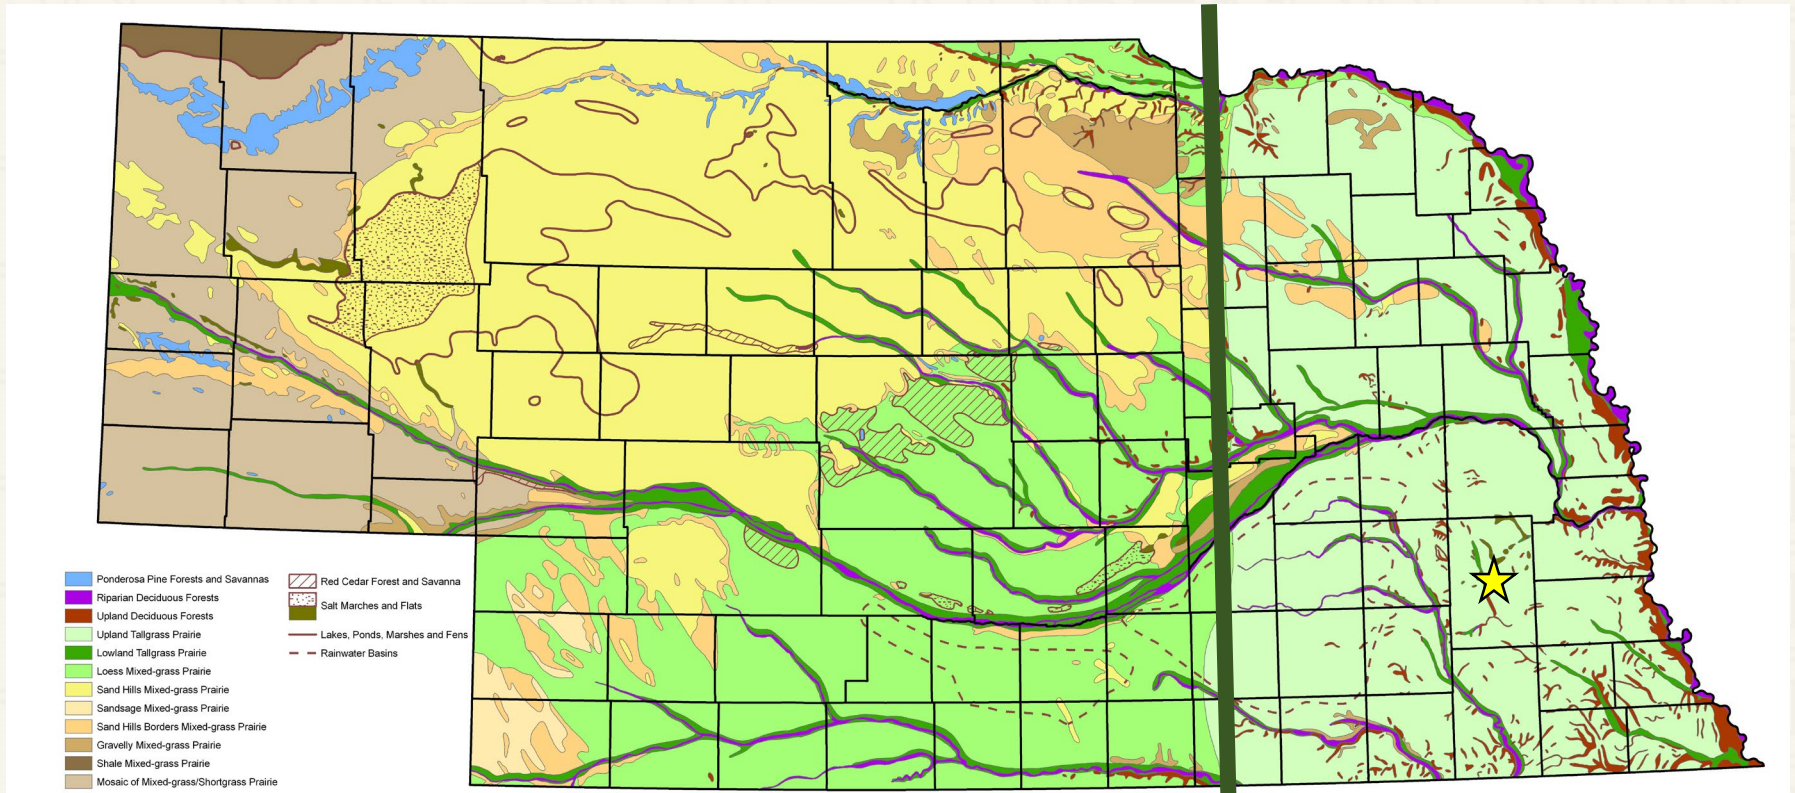 Ponderosa Pine Forests and Savannas
Riparian Deciduous Forests
Upland Deciduous Forests
Upland Tallgrass Prairie
Lowland Tallgrass Prairie
Loess Mixed-grass Prairie
Sand Hills Mixed-grass Prairie
Sandsage Mixed-grass Prairie
Sand Hills Borders Mixed-grass Prairie
Gravelly Mixed-grass Prairie
Shale Mixed-grass Prairie
Mosaic of Mixed-grass/Shortgrass Prairie
Red Cedar Forest and Savanna
Salt Marches and Flats
Lakes, Ponds, Marshes and Fens
Rainwater Basins